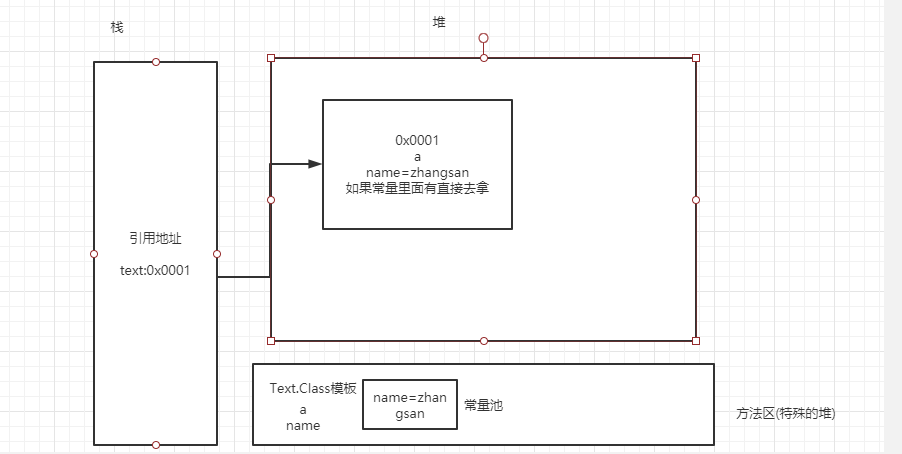 栈
堆
0x0001
a
name=zhangsan
如果常量里面有直接去拿
引用地址
text:0x0001
Text.Class模板
a
name
name=zhan
gsan
常量池
方法区(特殊的堆)